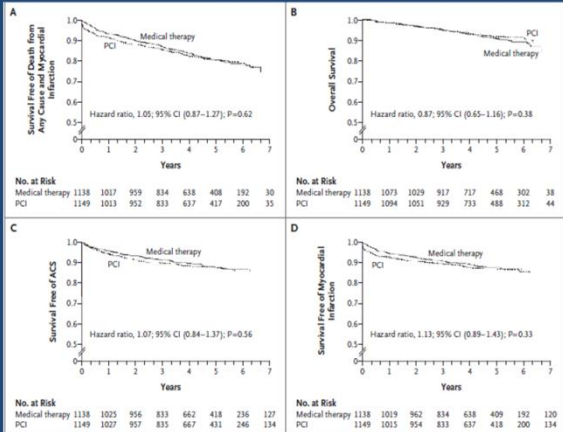 A
Survival Free of Death from
Any Cause and Myocardial
Infarction
1.0
0.9
0.8
0.7
0.6
0.5
0
Medical therapy
PCI
Hazard ratio, 1.05; 95% CI (0.87–1.27); P=0.62
0 1 2 3 4 5 6 7
Years
No. at Risk
Medical therapy 1138 1017 959 834 638 408 192 30
PCI 1149 1013 952 833 637 417 200 35
B
Overall Survival
1.0
0.9
0.8
0.7
0.6
0.5
0
PCI
Medical therapy
Hazard ratio, 0.87; 95% CI (0.65–1.16); P=0.38
0 1 2 3 4 5 6 7
Years
No. at Risk
Medical therapy 1138 1073 1029 917 717 468 302 38
PCI 1149 1094 1051 929 733 488 312 44
C
Survival Free of ACS
1.0
0.9
0.8
0.7
0.6
0.5
0
Medical therapy
PCI
Hazard ratio, 1.07; 95% CI (0.84–1.37); P=0.56
0 1 2 3 4 5 6 7
Years
No. at Risk
Medical therapy 1138 1025 956 833 662 418 236 127
PCI 1149 1027 957 835 667 431 246 134
D
Survival Free of Myocardial
Infarction
1.0
0.9
0.8
0.7
0.6
0.5
0
Medical therapy
PCI
Hazard ratio, 1.13; 95% CI (0.89–1.43); P=0.33
0 1 2 3 4 5 6 7
Years
No. at Risk
Medical therapy 1138 1019 962 834 638 409 192 120
PCI 1149 1015 954 833 637 418 200 134